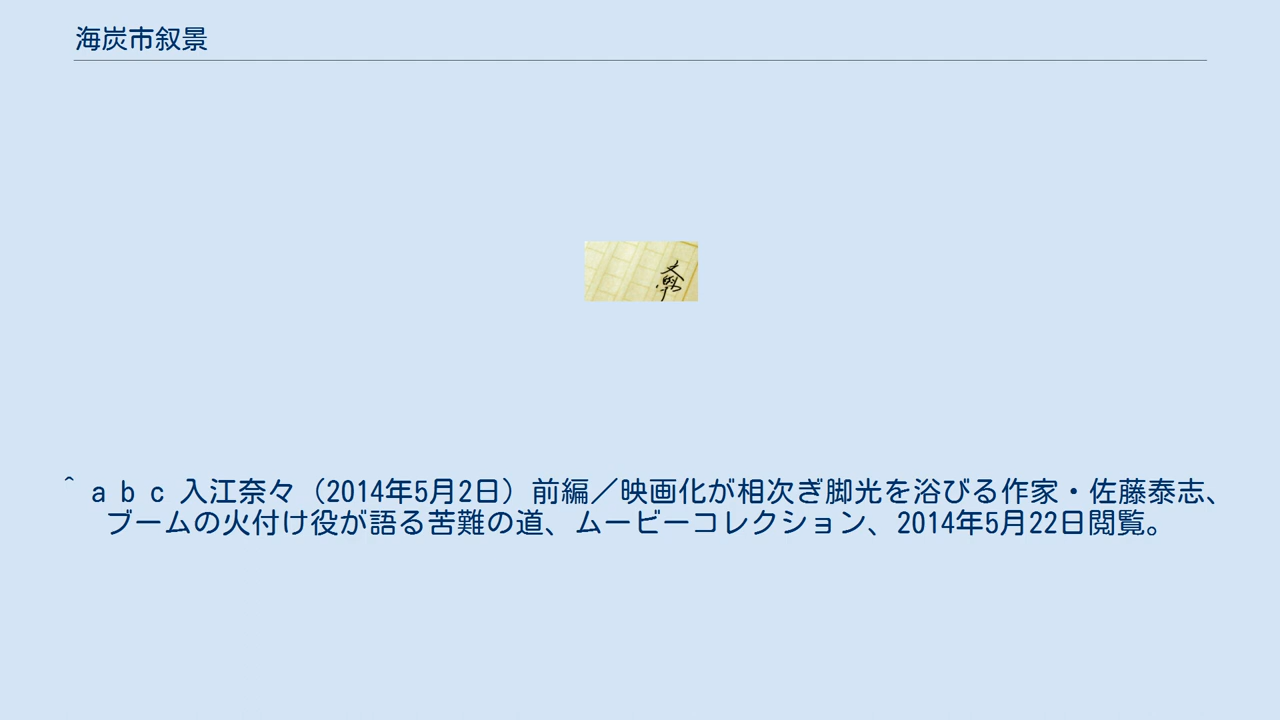 海炭市叙景
^ a b c 入江奈々（2014年5月2日）前編／映画化が相次ぎ脚光を浴びる作家・佐藤泰志、
ブームの火付け役が語る苦難の道、ムービーコレクション、2014年5月22日閲覧。